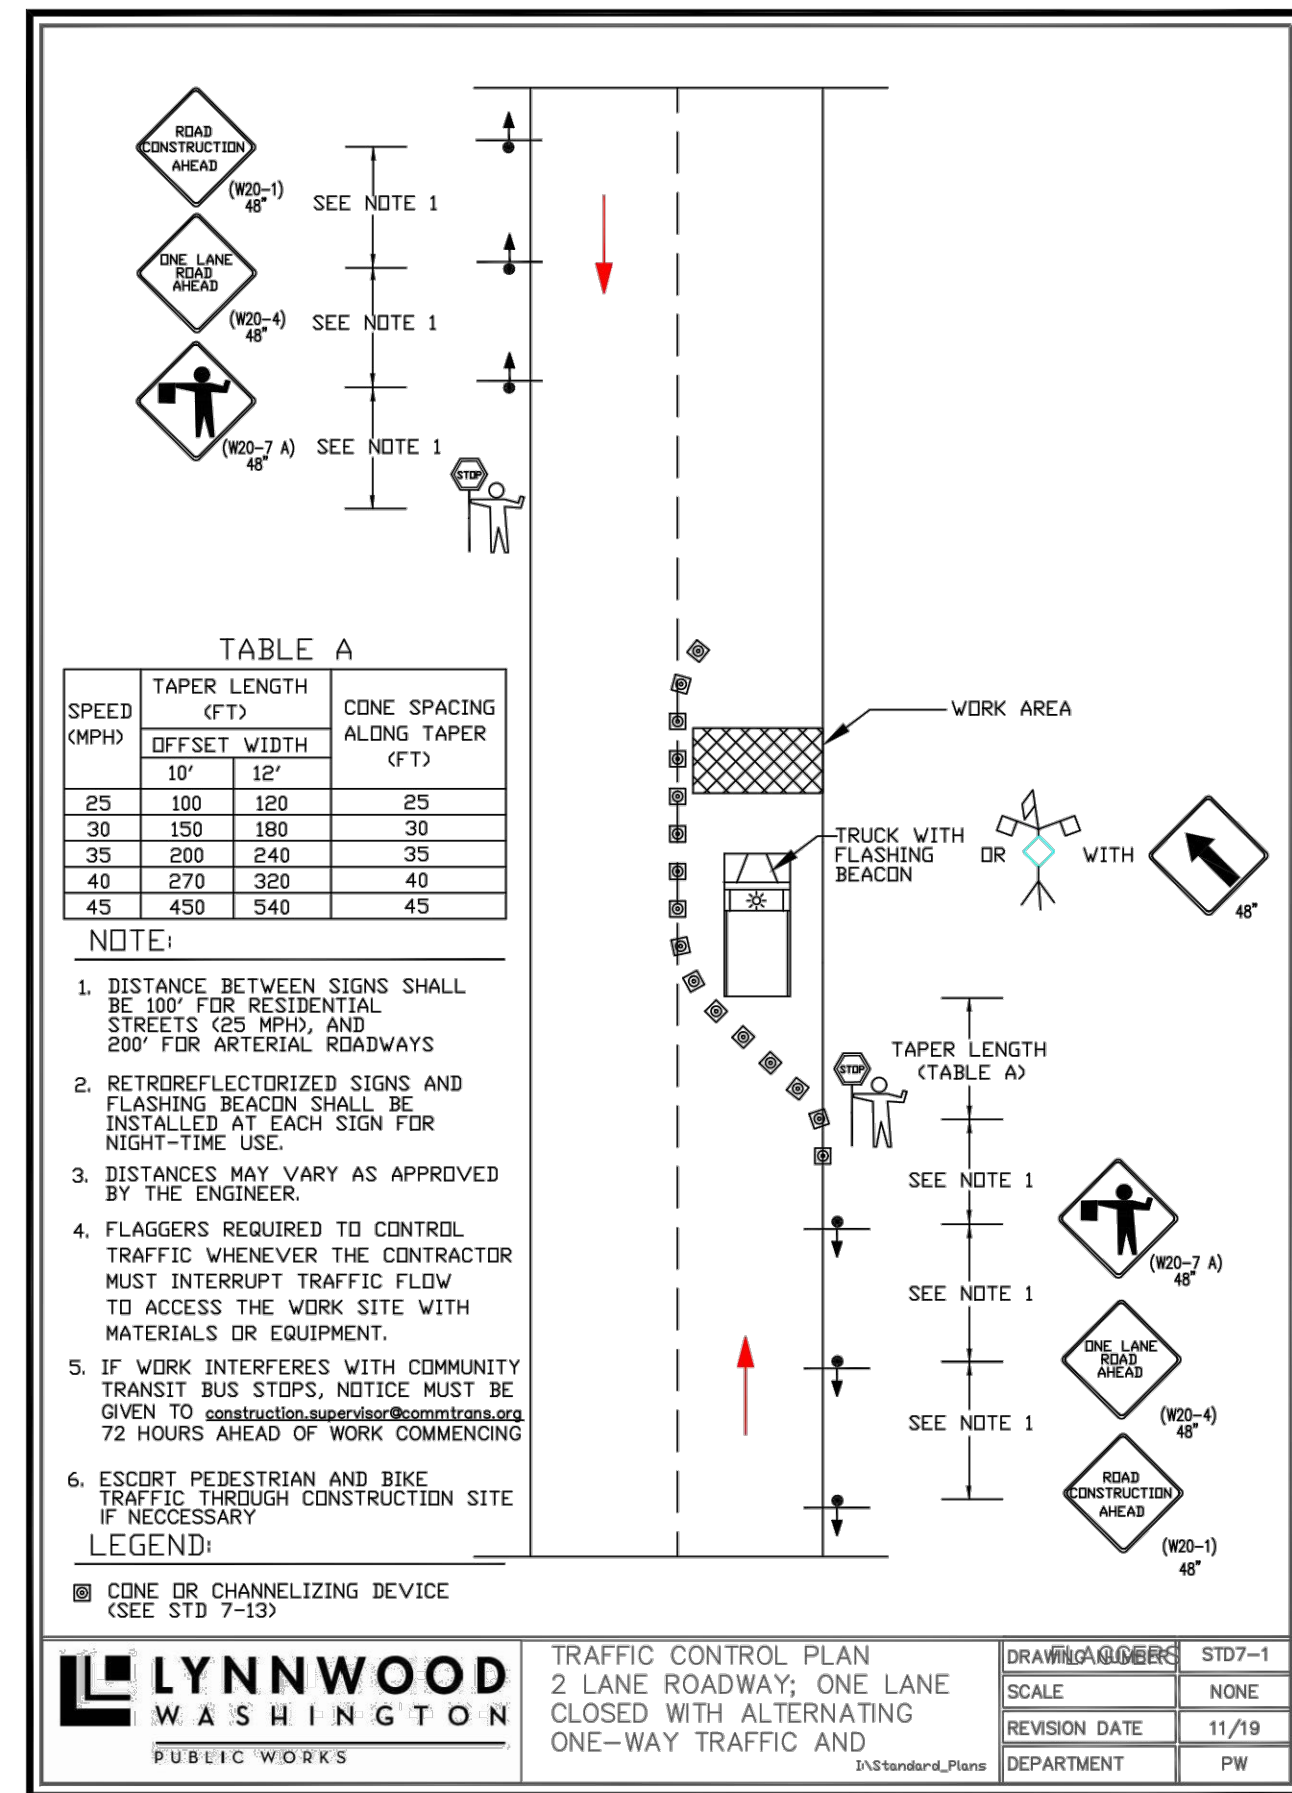 ROAD
CONSTRUCTION
AHEAD
(W20-1)
48"
SEE NOTE 1
ONE LANE
ROAD
AHEAD
(W20-4)
48"
SEE NOTE 1
(W20-7 A)
48"
SEE NOTE 1
STOP
TABLE A
SPEED
(MPH)
TAPER LENGTH
(FT)
OFFSET WIDTH
10' 12'
CONE SPACING
ALONG TAPER
(FT)
25 100 120 25
30 150 180 30
35 200 240 35
40 270 320 40
45 450 540 45
NOTE:
1. DISTANCE BETWEEN SIGNS SHALL
BE 100' FOR RESIDENTIAL
STREETS (25 MPH), AND
200' FOR ARTERIAL ROADWAYS
2. RETROREFLECTORIZED SIGNS AND
FLASHING BEACON SHALL BE
INSTALLED AT EACH SIGN FOR
NIGHT-TIME USE.
3. DISTANCES MAY VARY AS APPROVED
BY THE ENGINEER.
4. FLAGGERS REQUIRED TO CONTROL
TRAFFIC WHENEVER THE CONTRACTOR
MUST INTERRUPT TRAFFIC FLOW
TO ACCESS THE WORK SITE WITH
MATERIALS OR EQUIPMENT.
5. IF WORK INTERFERES WITH COMMUNITY
TRANSIT BUS STOPS, NOTICE MUST BE
GIVEN TO construction.supervisor@commtrans.org
72 HOURS AHEAD OF WORK COMMENCING
6. ESCORT PEDESTRIAN AND BIKE
TRAFFIC THROUGH CONSTRUCTION SITE
IF NECCESSARY
LEGEND:
CONE OR CHANNELIZING DEVICE
(SEE STD 7-13)
WORK AREA
TRUCK WITH
FLASHING
BEACON
OR
WITH
48"
TAPER LENGTH
(TABLE A)
STOP
SEE NOTE 1
(W20-7 A)
48"
SEE NOTE 1
ONE LANE
ROAD
AHEAD
(W20-4)
48"
SEE NOTE 1
ROAD
CONSTRUCTION
AHEAD
(W20-1)
48"
LYNNWOOD
WASHINGTON
PUBLIC WORKS
TRAFFIC CONTROL PLAN
2 LANE ROADWAY; ONE LANE
CLOSED WITH ALTERNATING
ONE-WAY TRAFFIC AND
FLAGGERS
I:\Standard_Plans
DRAWING NUMBER STD7-1
SCALE NONE
REVISION DATE 11/19
DEPARTMENT PW